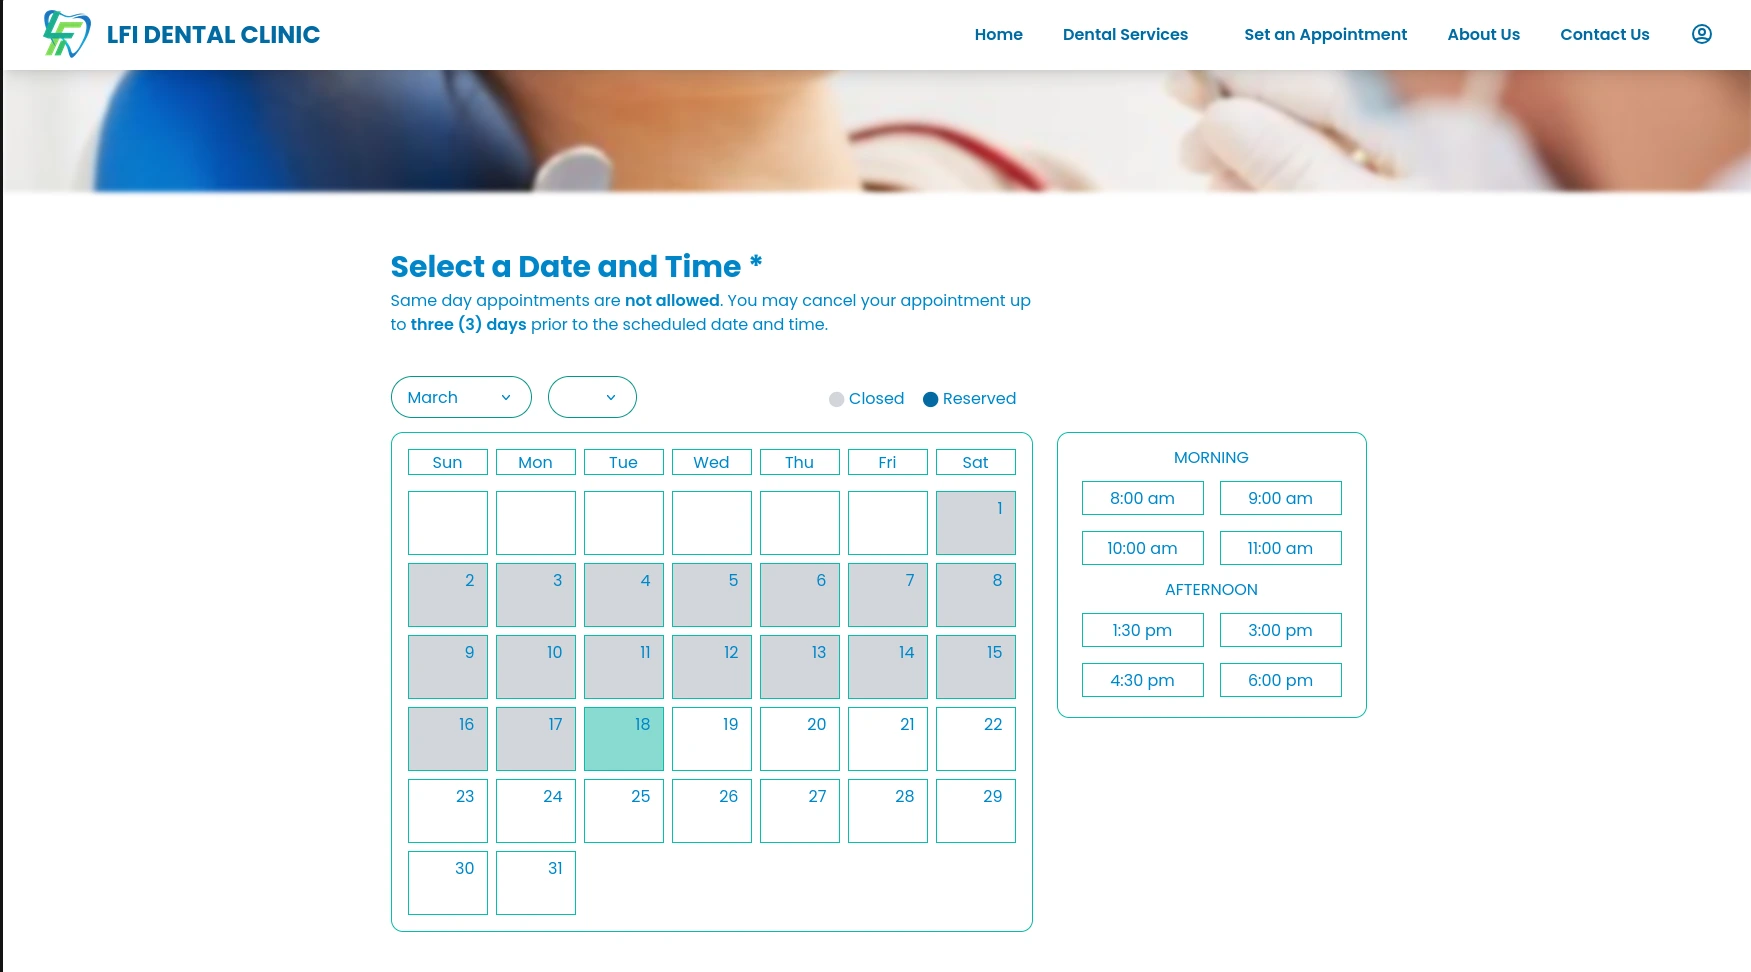 LFI DENTAL CLINIC
Home Dental Services Set an Appointment About Us Contact Us
Select a Date and Time *
Same day appointments are not allowed. You may cancel your appointment up
to three (3) days prior to the scheduled date and time.
March
Closed Reserved
Sun Mon Tue Wed Thu Fri Sat
1
2 3 4 5 6 7 8
9 10 11 12 13 14 15
16 17 18 19 20 21 22
23 24 25 26 27 28 29
30 31
MORNING
8:00 am 9:00 am
10:00 am 11:00 am
AFTERNOON
1:30 pm 3:00 pm
4:30 pm 6:00 pm